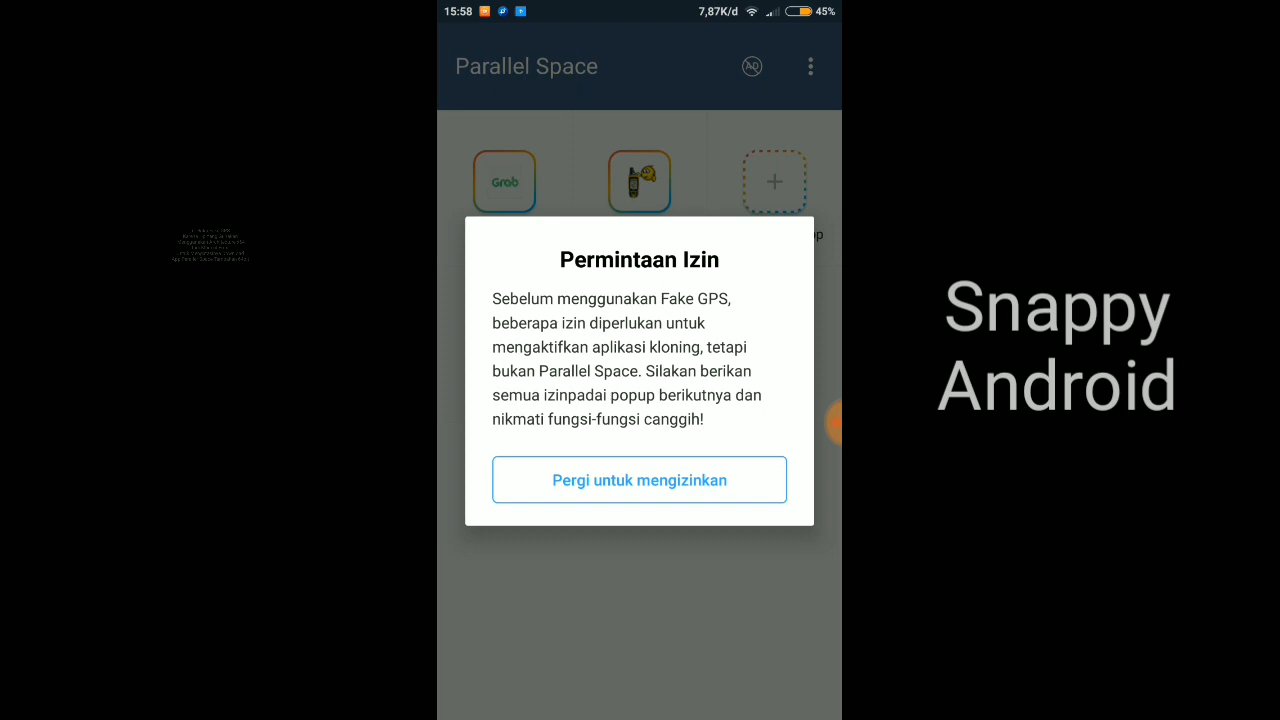 15:58
7,87K/d
45%
Parallel Space
AD
Grab
Permintaan Izin
Sebelum menggunakan Fake GPS,
beberapa izin diperlukan untuk
mengaktifkan aplikasi kloning, tetapi
bukan Parallel Space. Silakan berikan
semua izinpadai popup berikutnya dan
nikmati fungsi-fungsi canggih!
Pergi untuk mengizinkan
Snappy
Android